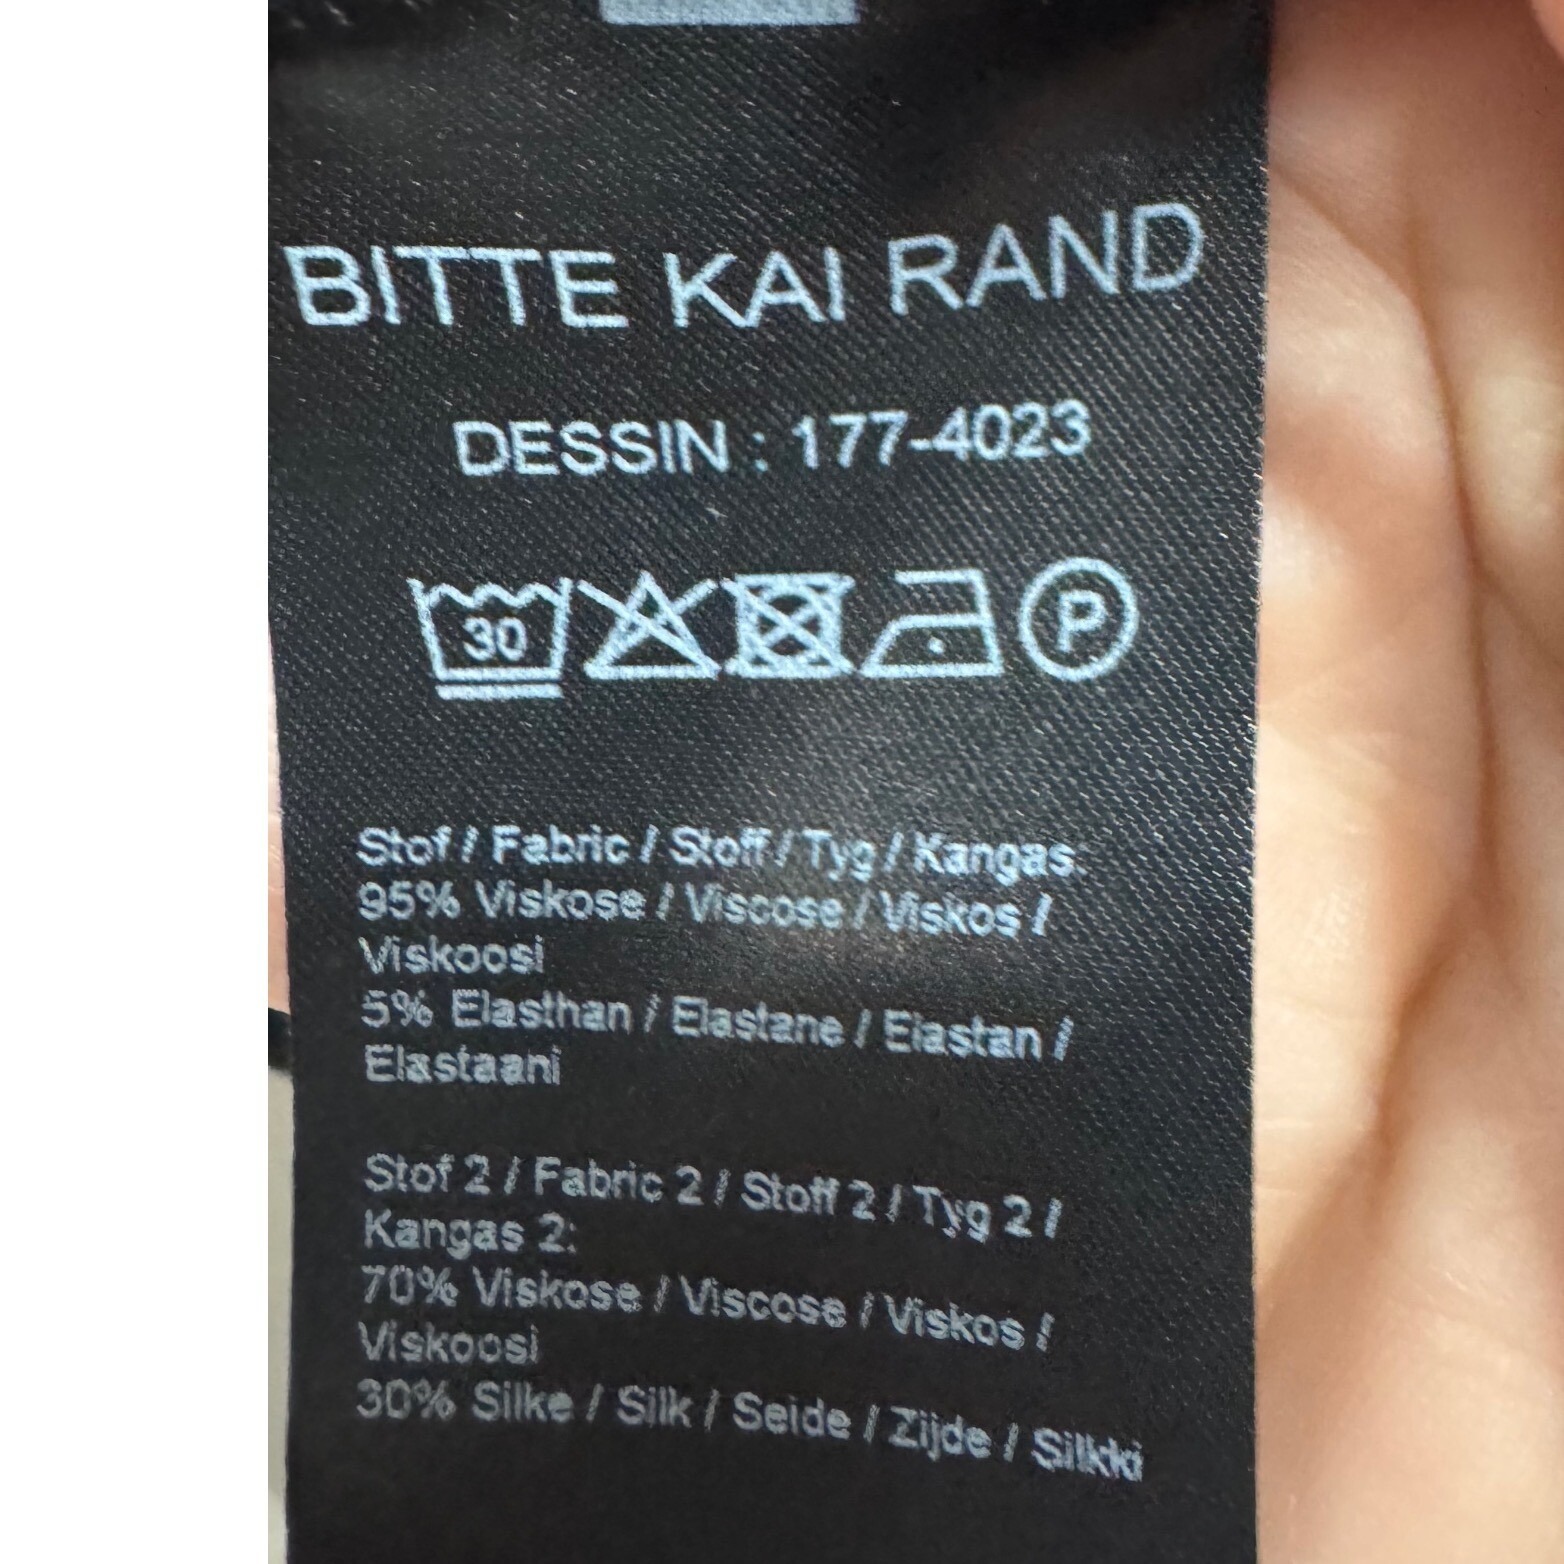 BITTE KAI RAND
DESSIN : 177-4023
30 P
Stof / Fabric / Stoff / Tyg / Kangas:
95% Viskose / Viscose / Viskos /
Viskoosi
5% Elasthan / Elastane / Elastan /
Elastaani
Stof 2 / Fabric 2 / Stoff 2 / Tyg 2 /
Kangas 2:
70% Viskose / Viscose / Viskos /
Viskoosi
30% Silke / Silk / Seide / Zijde / Silkki